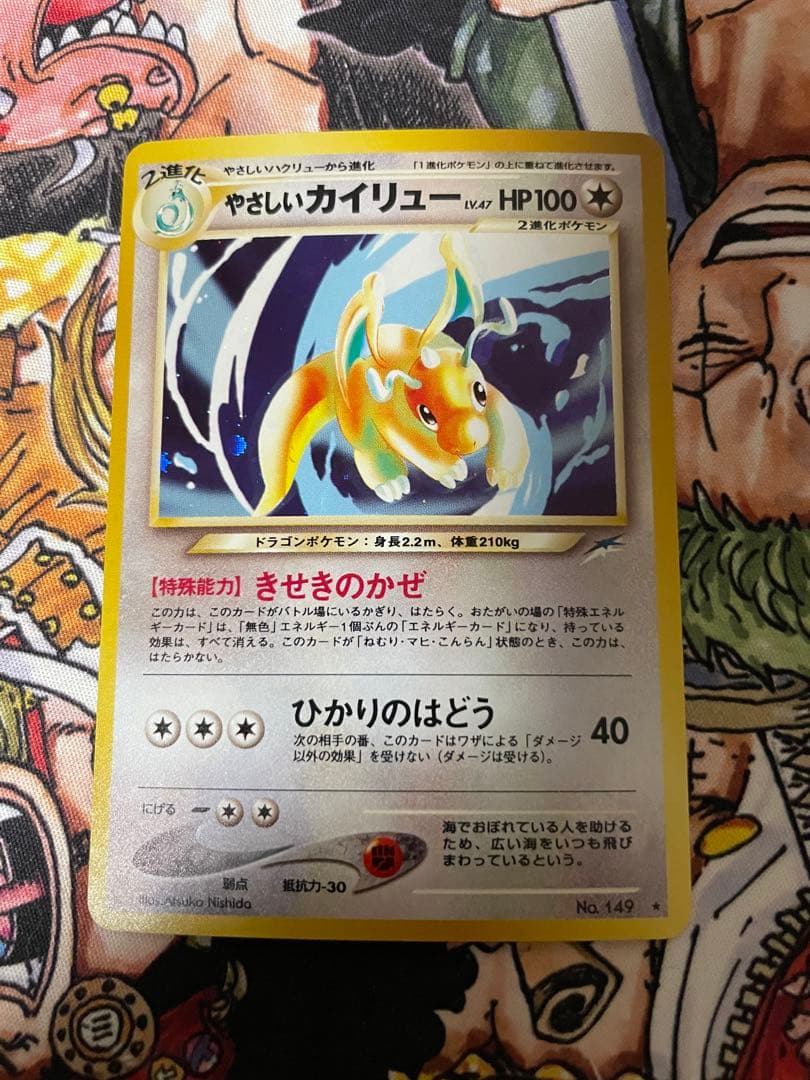 2進化
やさしいハクリューから進化 「1進化ポケモン」の上に重ねて進化させます。
やさしいカイリュー LV.47 HP100
2進化ポケモン
ドラゴンポケモン:身長2.2m、体重210kg
【特殊能力】きせきのかぜ
この力は、このカードがバトル場にいるかぎり、はたらく。おたがいの場の「特殊エネル
ギーカード」は、「無色」エネルギー1個ぶんの「エネルギーカード」になり、持っている
効果は、すべて消える。このカードが「ねむり・マヒ・こんらん」状態のとき、この力は、
はたらかない。
ひかりのはどう 40
次の相手の番、このカードはワザによる「ダメージ
以外の効果」を受けない(ダメージは受ける)。
にげる
弱点 抵抗力-30
海でおぼれている人を助ける
ため、広い海をいつも飛び
まわっているという。
Illus. Atsuko Nishida
No. 149 ★